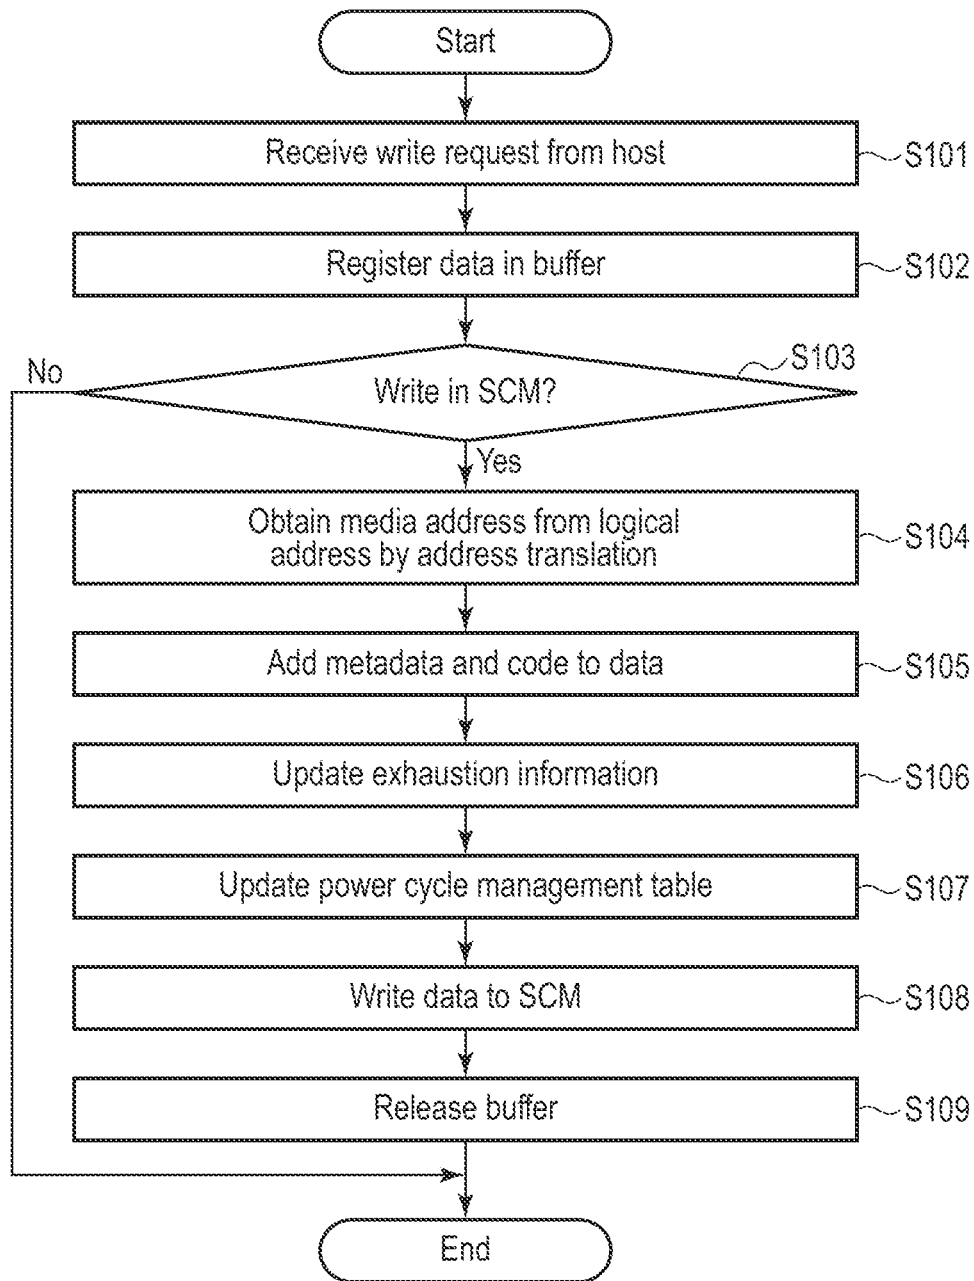 Start
Receive write request from host
S101
Register data in buffer
S102
S103
No
Write in SCM?
Yes
Obtain media address from logical
address by address translation
S104
Add metadata and code to data
S105
Update exhaustion information
S106
Update power cycle management table
S107
Write data to SCM
S108
Release buffer
S109
End